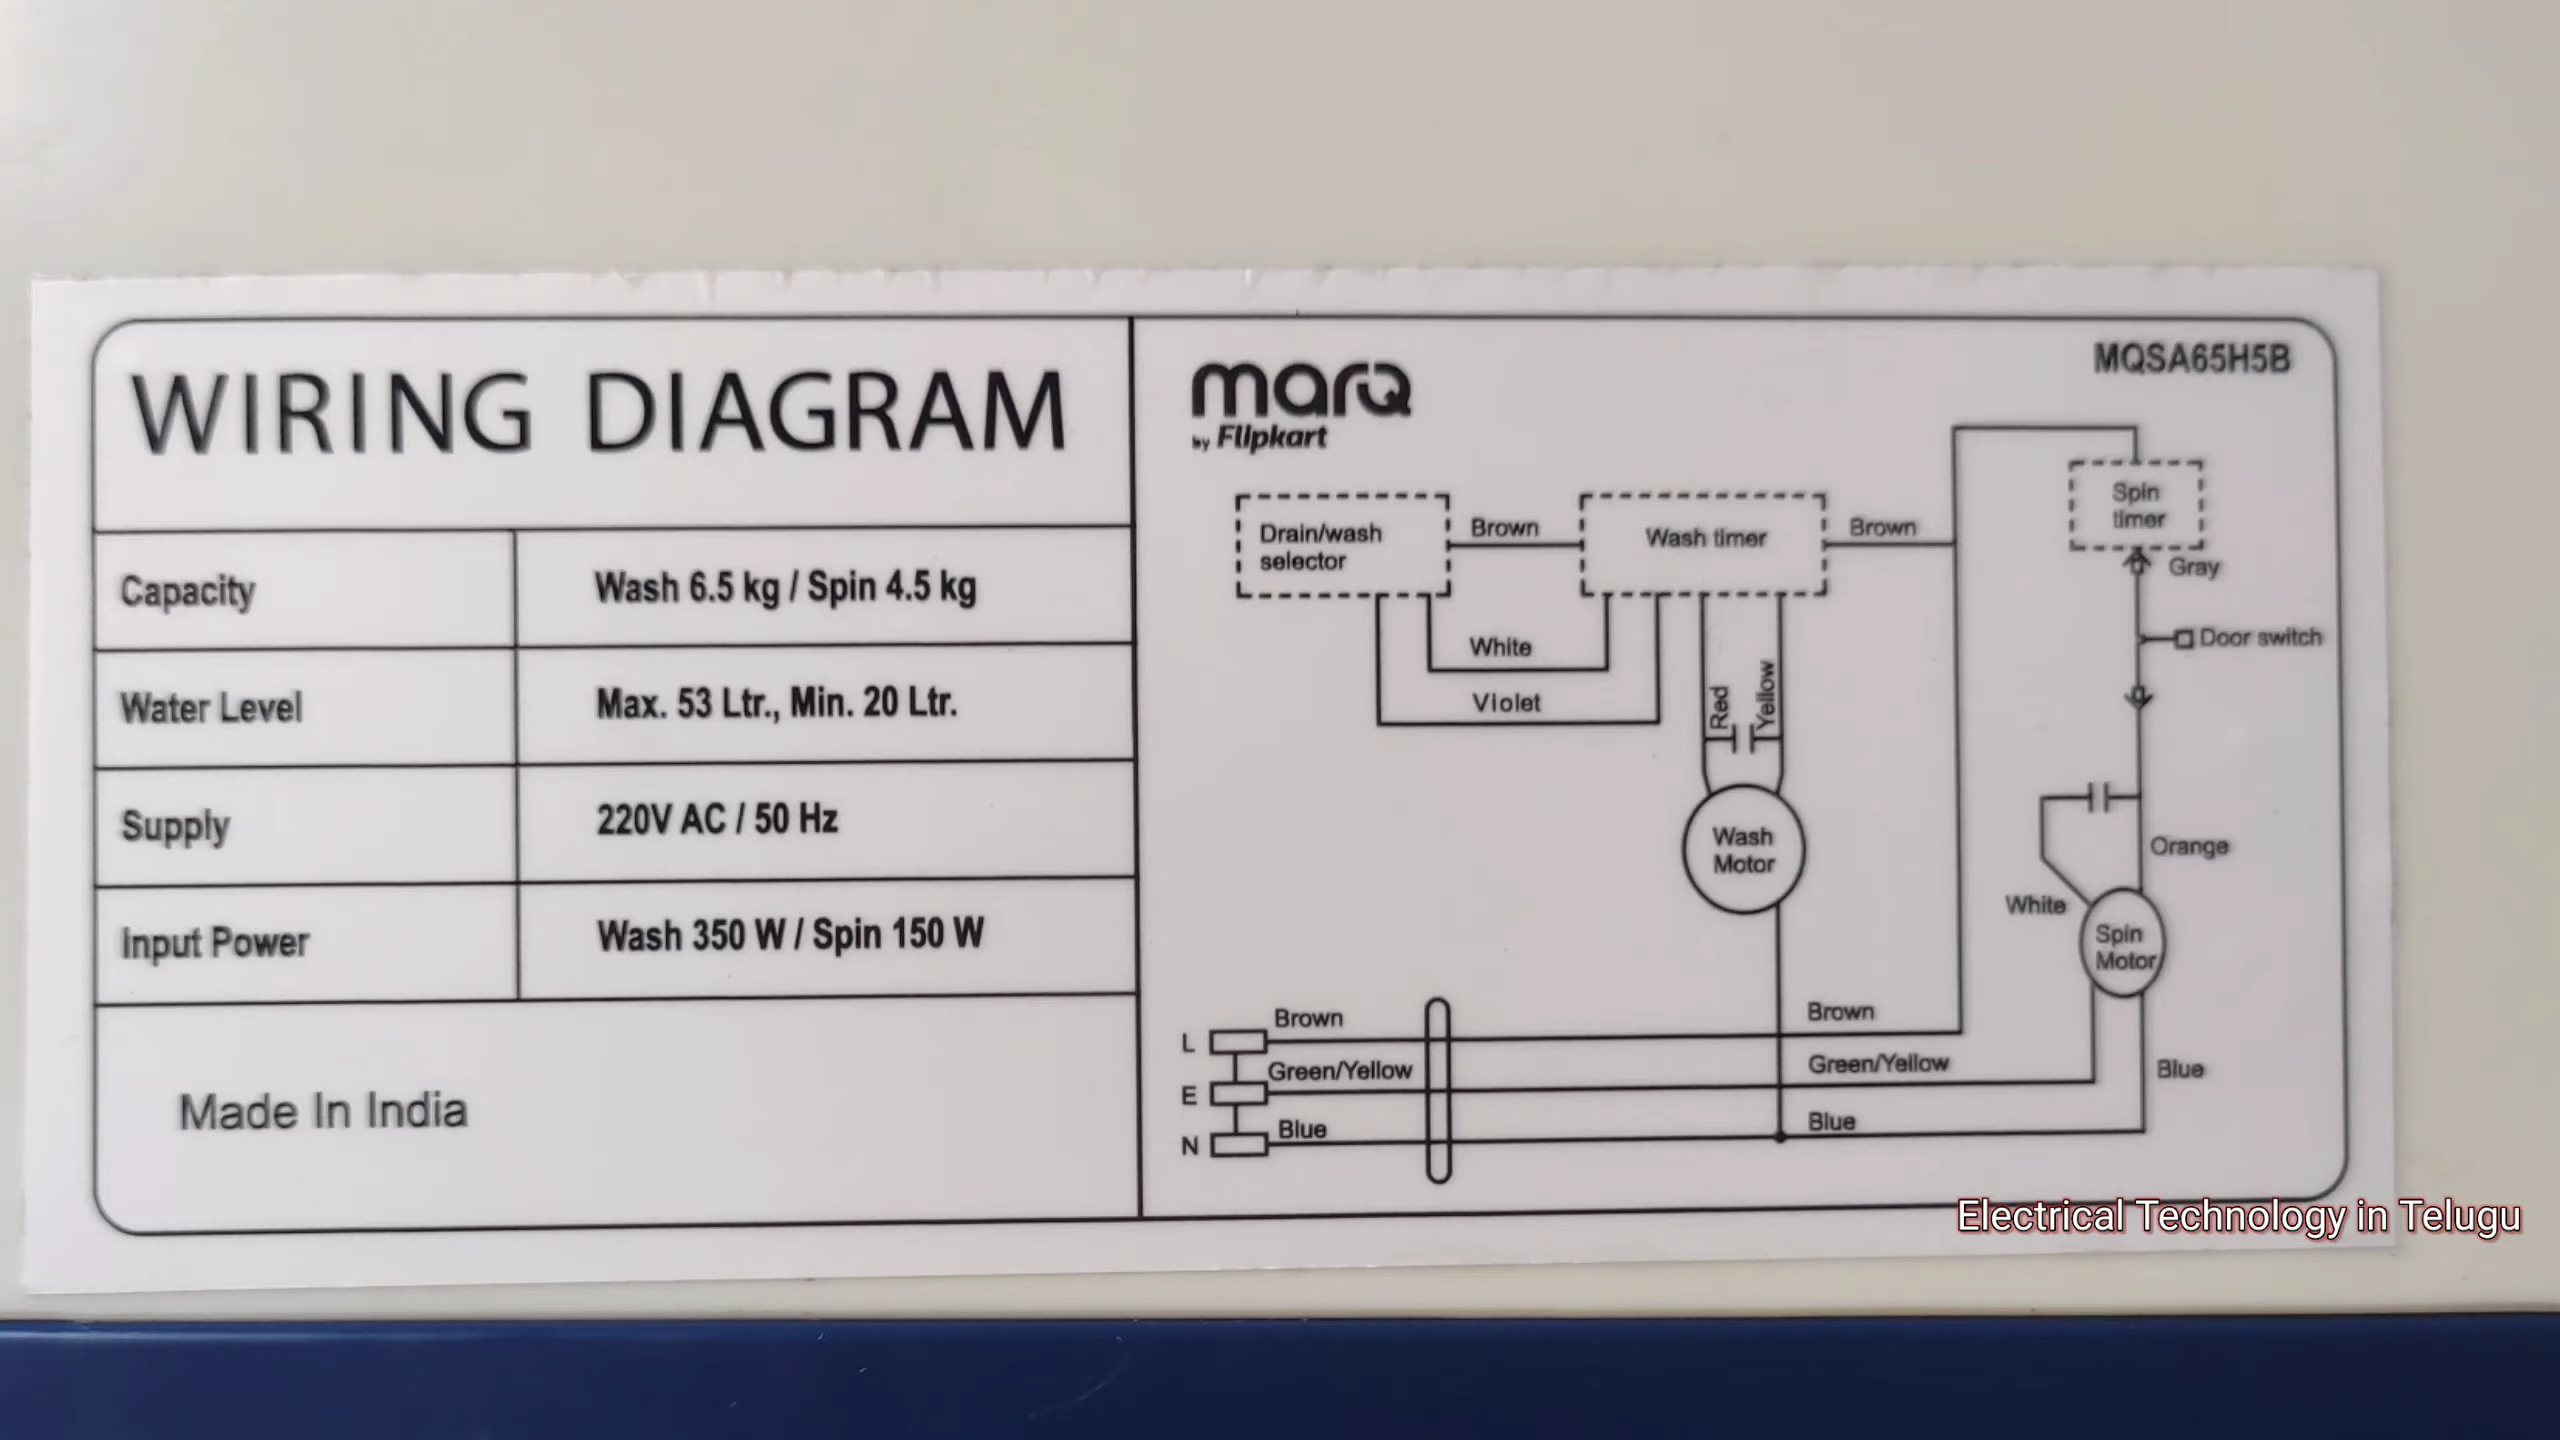 WIRING DIAGRAM
Capacity
Wash 6.5 kg / Spin 4.5 kg
Water Level
Max. 53 Ltr., Min. 20 Ltr.
Supply
220V AC / 50 Hz
Input Power
Wash 350 W / Spin 150 W
Made In India
marQ
by Flipkart
MQSA65H5B
Drain/wash
selector
Brown
Wash timer
Brown
Spin
timer
Gray
Door switch
White
Violet
Red
Yellow
Wash
Motor
Orange
White
Spin
Motor
L
Brown
Brown
E
Green/Yellow
Green/Yellow
Blue
N
Blue
Blue
Electrical Technology in Telugu